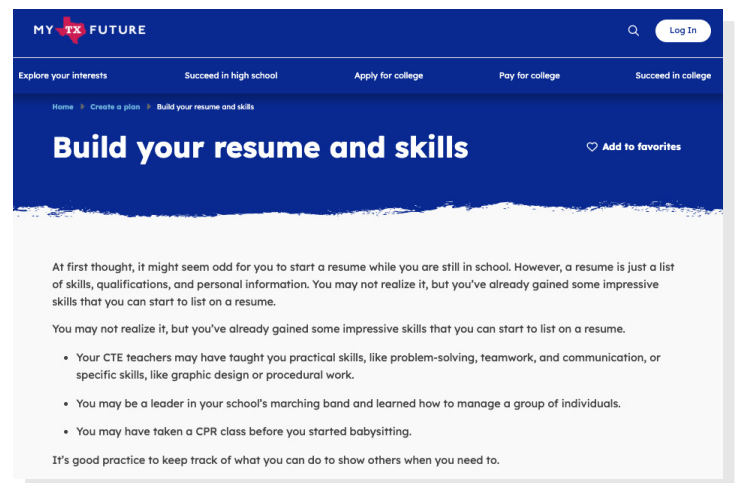 MY TX FUTURE
Log In
Explore your interests
Succeed in high school
Apply for college
Pay for college
Succeed in college
Home
Create a plan
Build your resume and skills
Build your resume and skills
Add to favorites
At first thought, it might seem odd for you to start a resume while you are still in school. However, a resume is just a list
of skills, qualifications, and personal information. You may not realize it, but you've already gained some impressive
skills that you can start to list on a resume.
You may not realize it, but you've already gained some impressive skills that you can start to list on a resume.
• Your CTE teachers may have taught you practical skills, like problem-solving, teamwork, and communication, or
specific skills, like graphic design or procedural work.
• You may be a leader in your school's marching band and learned how to manage a group of individuals.
• You may have taken a CPR class before you started babysitting.
It's good practice to keep track of what you can do to show others when you need to.